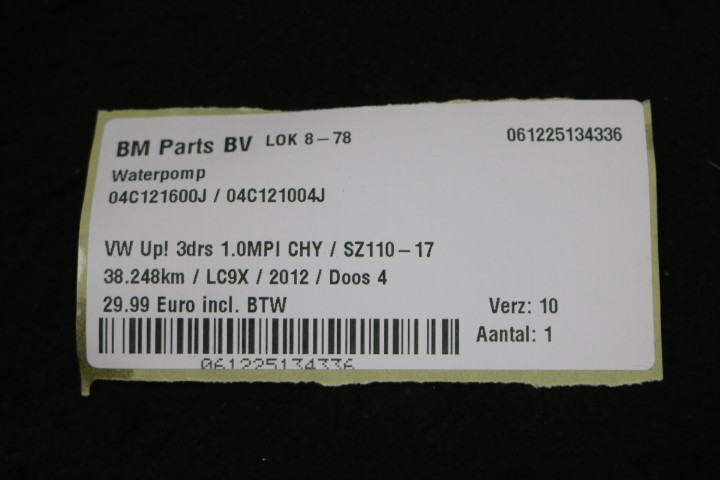 BM Parts BV LOK 8-78 061225134336
Waterpomp
04C121600J / 04C121004J
VW Up! 3drs 1.0MPI CHY / SZ110-17
38.248km / LC9X / 2012 / Doos 4
29.99 Euro incl. BTW Verz: 10
Aantal: 1
061225134336